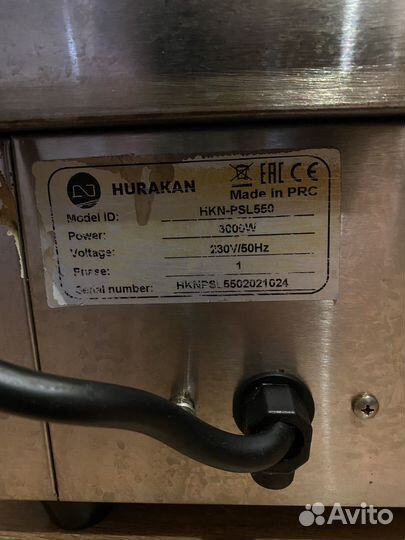 HURAKAN
EAC CE
Made in PRC
Model ID: HKN-PSL550
Power: 3000W
Voltage: 230V/50Hz
Phase: 1
Serial number: HKNPSL5502021024
Avito